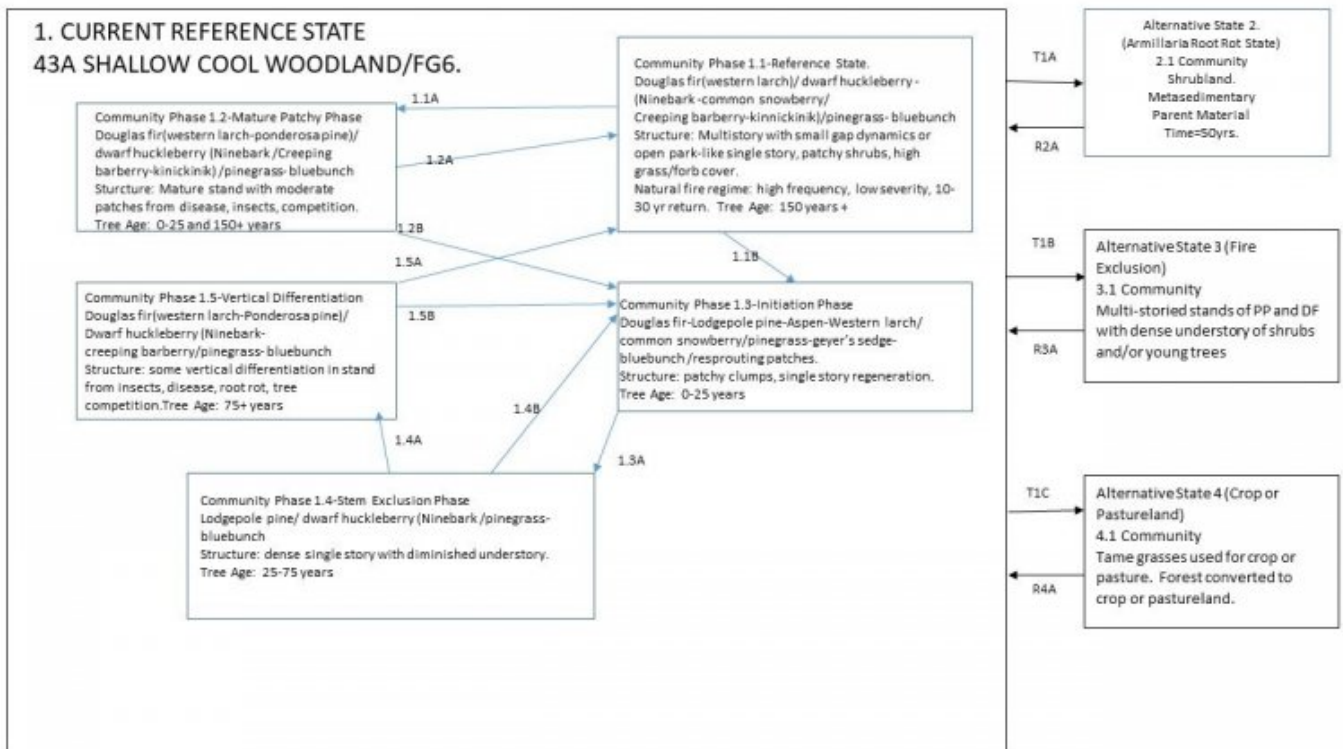 1. CURRENT REFERENCE STATE
43A SHALLOW COOL WOODLAND/FG6.
Community Phase 1.2-Mature Patchy Phase
Douglas fir(western larch-ponderosa pine)/
dwarf huckleberry (Ninebark /Creeping
barberry-kinickinik) /pinegrass- bluebunch
Sturcture: Mature stand with moderate
patches from disease, insects, competition.
Tree Age: 0-25 and 150+ years
1.1A
1.2A
Community Phase 1.1-Reference State.
Douglas fir(western larch)/ dwarf huckleberry -
(Ninebark -common snowberry/
Creeping barberry-kinnickinik)/pinegrass- bluebunch
Structure: Multistory with small gap dynamics or
open park-like single story, patchy shrubs, high
grass/forb cover.
Natural fire regime: high frequency, low severity, 10-
30 yr return. Tree Age: 150 years +
1.2B
1.5A
1.1B
Community Phase 1.5-Vertical Differentiation
Douglas fir(western larch-Ponderosa pine)/
Dwarf huckleberry (Ninebark-
creeping barberry/pinegrass- bluebunch
Structure: some vertical differentiation in stand
from insects, disease, root rot, tree
competition.Tree Age: 75+ years
1.5B
Community Phase 1.3-Initiation Phase
Douglas fir-Lodgepole pine-Aspen-Western larch/
common snowberry/pinegrass-geyer's sedge-
bluebunch /resprouting patches.
Structure: patchy clumps, single story regeneration.
Tree Age: 0-25 years
1.4A
1.4B
1.3A
Community Phase 1.4-Stem Exclusion Phase
Lodgepole pine/ dwarf huckleberry (Ninebark /pinegrass-
bluebunch
Structure: dense single story with diminished understory.
Tree Age: 25-75 years
T1A
R2A
Alternative State 2.
(Armillaria Root Rot State)
2.1 Community
Shrubland.
Metasedimentary
Parent Material
Time=50yrs.
T1B
R3A
Alternative State 3 (Fire
Exclusion)
3.1 Community
Multi-storied stands of PP and DF
with dense understory of shrubs
and/or young trees
T1C
R4A
Alternative State 4 (Crop or
Pastureland)
4.1 Community
Tame grasses used for crop or
pasture. Forest converted to
crop or pastureland.